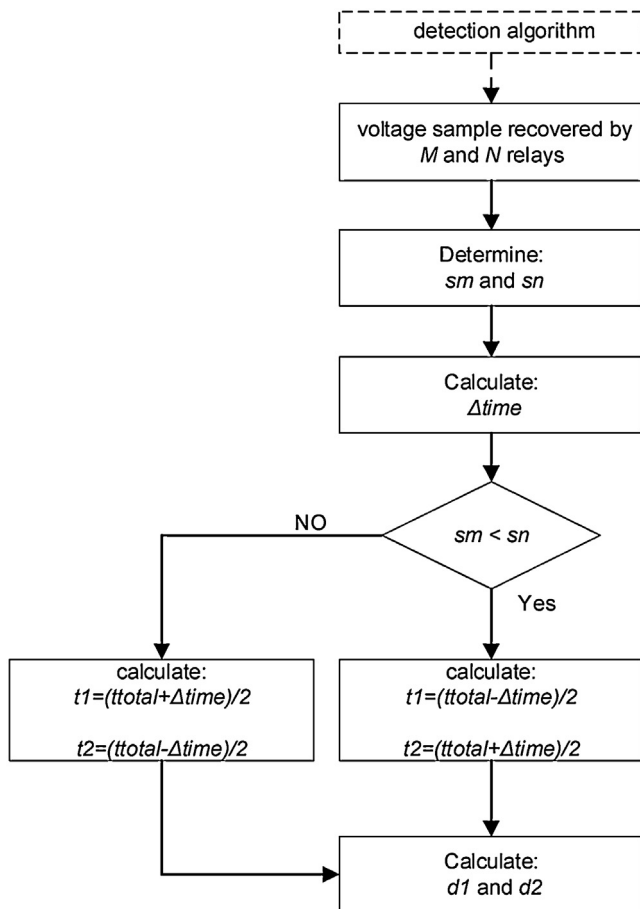 detection algorithm
voltage sample recovered by
M and N relays
Determine:
sm and sn
Calculate:
Δtime
sm < sn
NO
Yes
calculate:
t1=(ttotal+Δtime)/2
t2=(ttotal-Δtime)/2
calculate:
t1=(ttotal-Δtime)/2
t2=(ttotal+Δtime)/2
Calculate:
d1 and d2